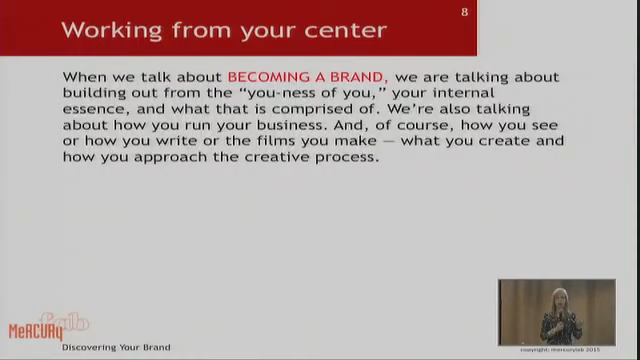 8
Working from your center
When we talk about BECOMING A BRAND, we are talking about
building out from the “you-ness of you,” your internal
essence, and what that is comprised of. We’re also talking
about how you run your business. And, of course, how you see
or how you write or the films you make — what you create and
how you approach the creative process.
MeRCURy
lab
Discovering Your Brand
copyright: mercurylab 2015